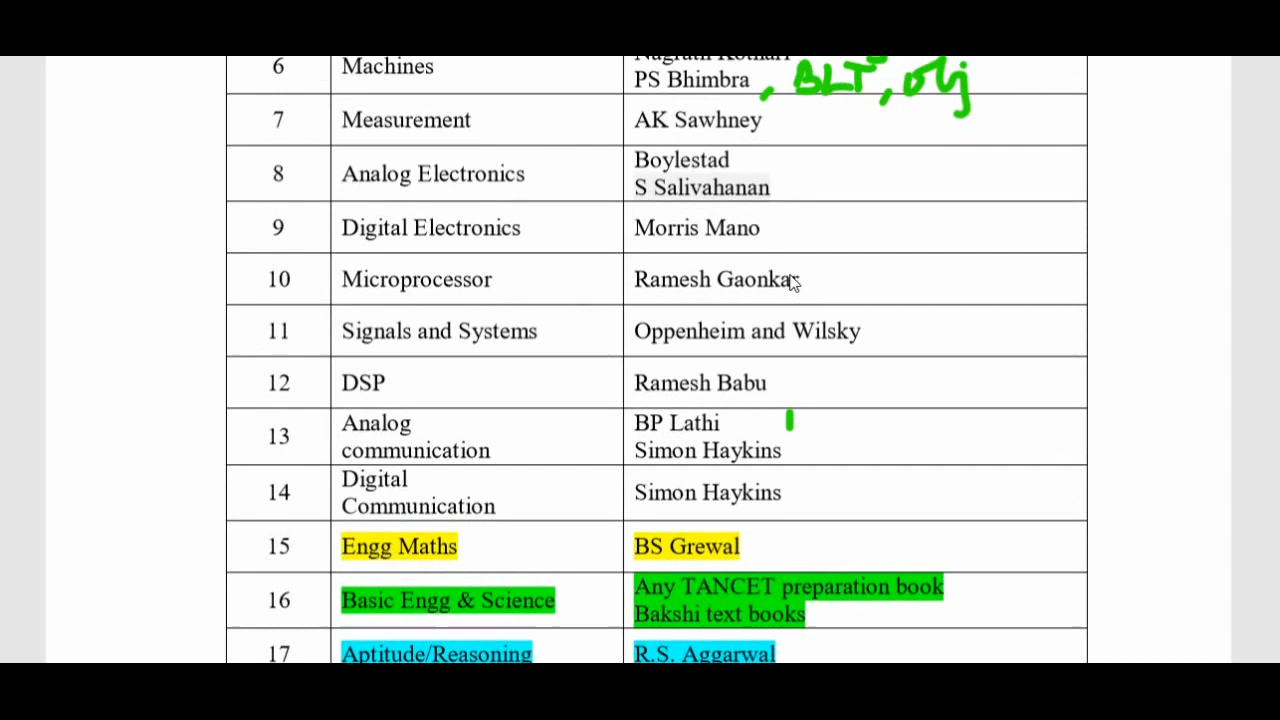 6 Machines Nagrath Kothari
PS Bhimbra , BLT , obj
7 Measurement AK Sawhney
8 Analog Electronics Boylestad
S Salivahanan
9 Digital Electronics Morris Mano
10 Microprocessor Ramesh Gaonkar
11 Signals and Systems Oppenheim and Wilsky
12 DSP Ramesh Babu
13 Analog communication BP Lathi
Simon Haykins
14 Digital Communication Simon Haykins
15 Engg Maths BS Grewal
16 Basic Engg & Science Any TANCET preparation book
Bakshi text books
17 Aptitude/Reasoning R.S. Aggarwal